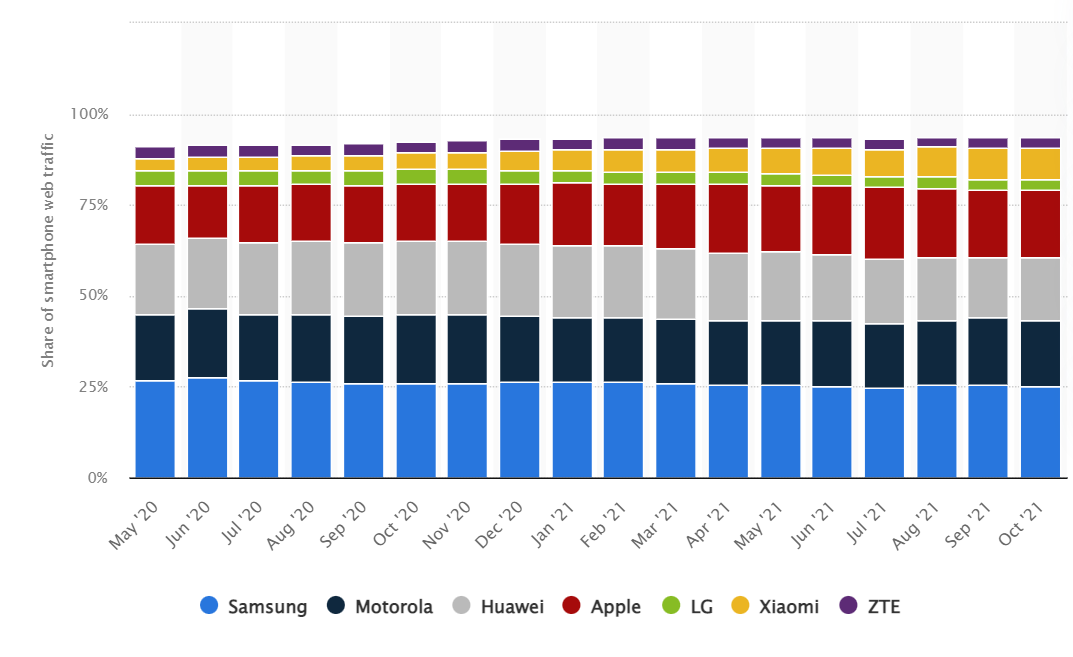 Share of smartphone web traffic
100%
75%
50%
25%
0%
May '20 Jun '20 Jul '20 Aug '20 Sep '20 Oct '20 Nov '20 Dec '20 Jan '21 Feb '21 Mar '21 Apr '21 May '21 Jun '21 Jul '21 Aug '21 Sep '21 Oct '21
Samsung Motorola Huawei Apple LG Xiaomi ZTE